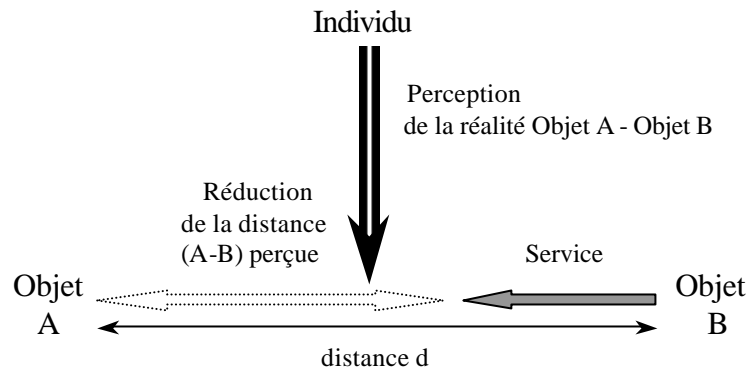 Individu
Perception
de la réalité Objet A - Objet B
Réduction
de la distance
(A-B) perçue
Service
Objet
A
Objet
B
distance d